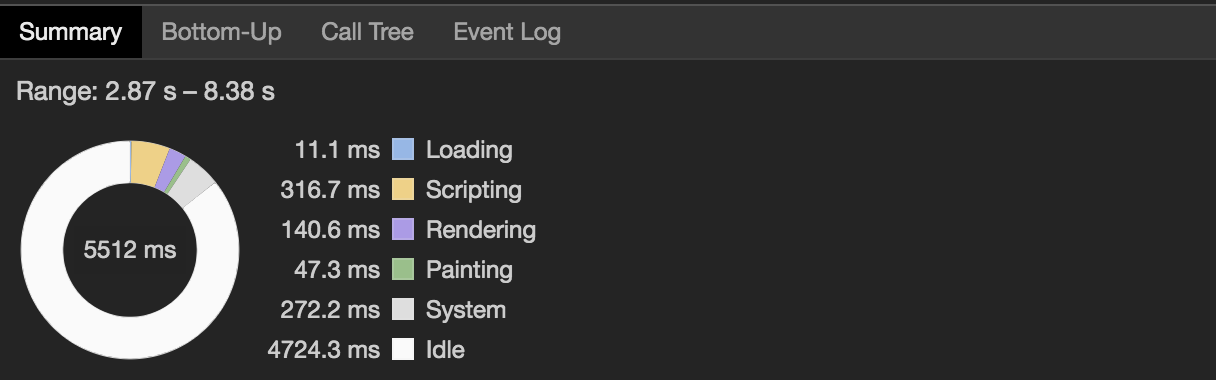 Summary Bottom-Up Call Tree Event Log
Range: 2.87 s – 8.38 s
11.1 ms Loading
316.7 ms Scripting
140.6 ms Rendering
5512 ms
47.3 ms Painting
272.2 ms System
4724.3 ms Idle